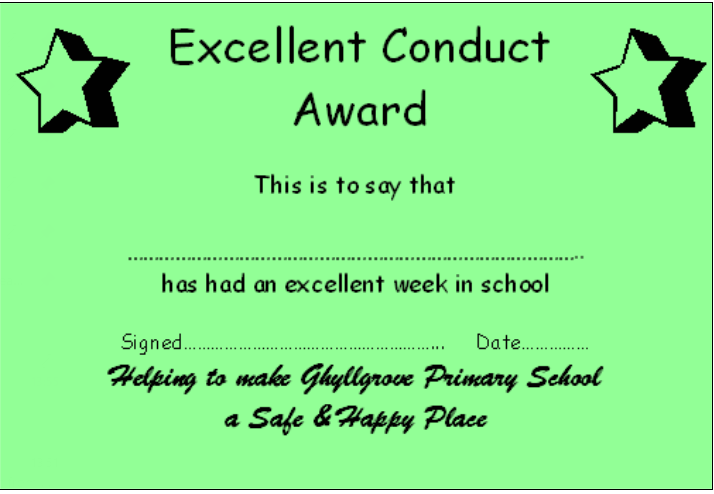 Excellent Conduct
Award
This is to say that
................................................................................
has had an excellent week in school
Signed.................................................... Date..............
Helping to make Ghyllgrove Primary School
a Safe & Happy Place